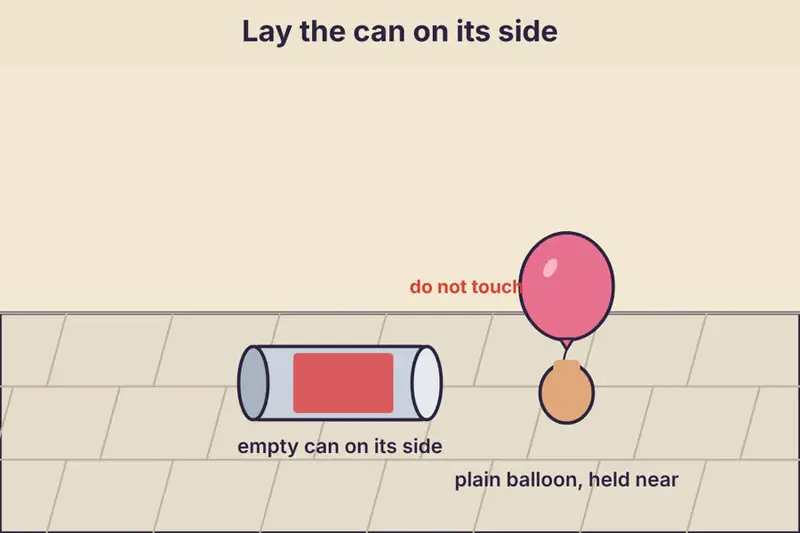 Lay the can on its side
do not touch
empty can on its side
plain balloon, held near